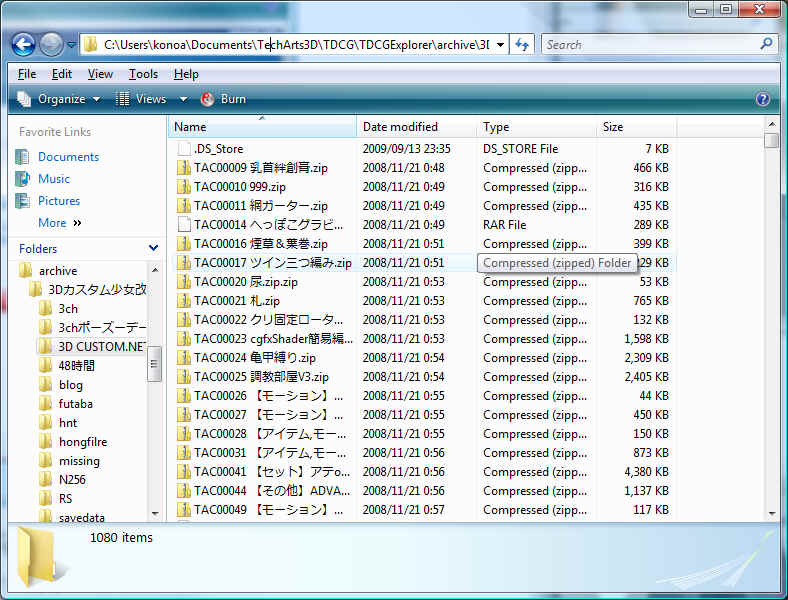 C:\Users\konoa\Documents\TechArts3D\TDCG\TDCGExplorer\archive\3D
Search
File Edit View Tools Help
Organize Views Burn
Favorite Links
Documents
Music
Pictures
More »
Folders
archive
3Dカスタム少女改
3ch
3chポーズーデー
3D CUSTOM.NET
48時間
blog
futaba
hnt
hongfilre
missing
N256
RS
savedata
Name Date modified Type Size
.DS_Store 2009/09/13 23:35 DS_STORE File 7 KB
TAC00009 乳首絆創膏.zip 2008/11/21 0:48 Compressed (zipp... 466 KB
TAC00010 999.zip 2008/11/21 0:49 Compressed (zipp... 316 KB
TAC00011 網ガーター.zip 2008/11/21 0:49 Compressed (zipp... 435 KB
TAC00014 へっぽこグラビ... 2008/11/21 0:49 RAR File 289 KB
TAC00016 煙草＆葉巻.zip 2008/11/21 0:51 Compressed (zipp... 399 KB
TAC00017 ツイン三つ編み.zip 2008/11/21 0:51 Compressed (zipped) Folder 29 KB
TAC00020 尿.zip.zip 2008/11/21 0:53 Compressed (zipp... 53 KB
TAC00021 札.zip 2008/11/21 0:53 Compressed (zipp... 765 KB
TAC00022 クリ固定ロータ... 2008/11/21 0:53 Compressed (zipp... 132 KB
TAC00023 cgfxShader簡易編... 2008/11/21 0:53 Compressed (zipp... 1,598 KB
TAC00024 亀甲縛り.zip 2008/11/21 0:54 Compressed (zipp... 2,309 KB
TAC00025 調教部屋V3.zip 2008/11/21 0:54 Compressed (zipp... 2,405 KB
TAC00026 【モーション】... 2008/11/21 0:55 Compressed (zipp... 44 KB
TAC00027 【モーション】... 2008/11/21 0:55 Compressed (zipp... 450 KB
TAC00028 【アイテム,モー... 2008/11/21 0:55 Compressed (zipp... 150 KB
TAC00031 【アイテム,モー... 2008/11/21 0:56 Compressed (zipp... 873 KB
TAC00041 【セット】アテο... 2008/11/21 0:56 Compressed (zipp... 4,380 KB
TAC00044 【その他】ADVA... 2008/11/21 0:56 Compressed (zipp... 1,137 KB
TAC00049 【モーション】... 2008/11/21 0:57 Compressed (zipp... 117 KB
1080 items